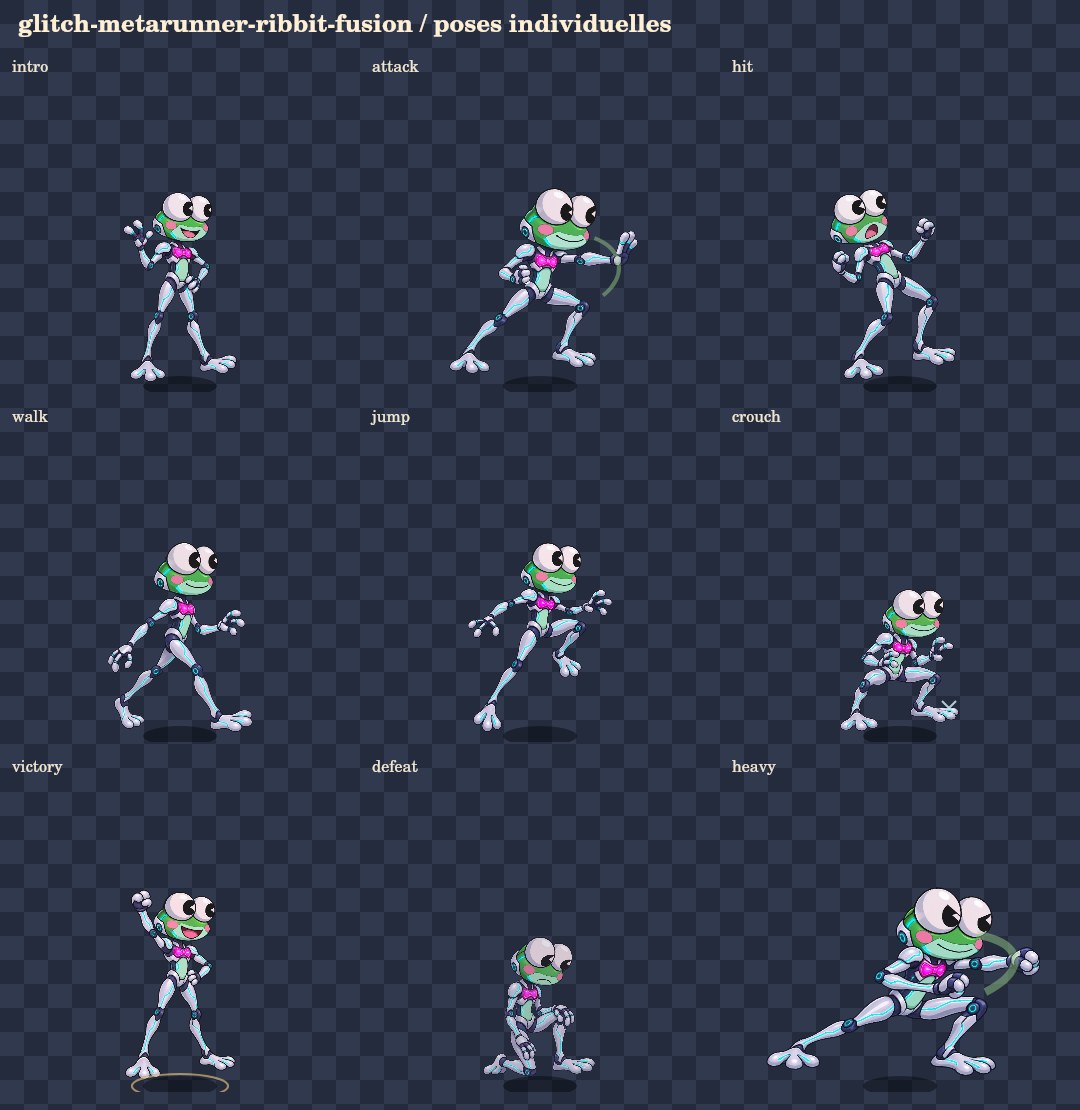 glitch-metarunner-ribbit-fusion / poses individuelles
intro
attack
hit
walk
jump
crouch
victory
defeat
heavy